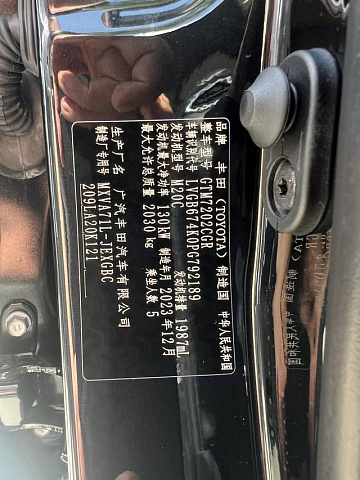 品牌 丰田(TOYOTA) 制造国 中华人民共和国
整车型号 GTM7202CGR
车辆识别代号 LVGB674K0PG792189
发动机型号 M20C 发动机排量 1987mL
发动机最大净功率 130kW 制造年月 2023年12月
最大允许总质量 2030kg 乘坐人数 5
生产厂名 广汽丰田汽车有限公司
制造厂专用号 MXVA71L-JEXGBC
209LA20K121